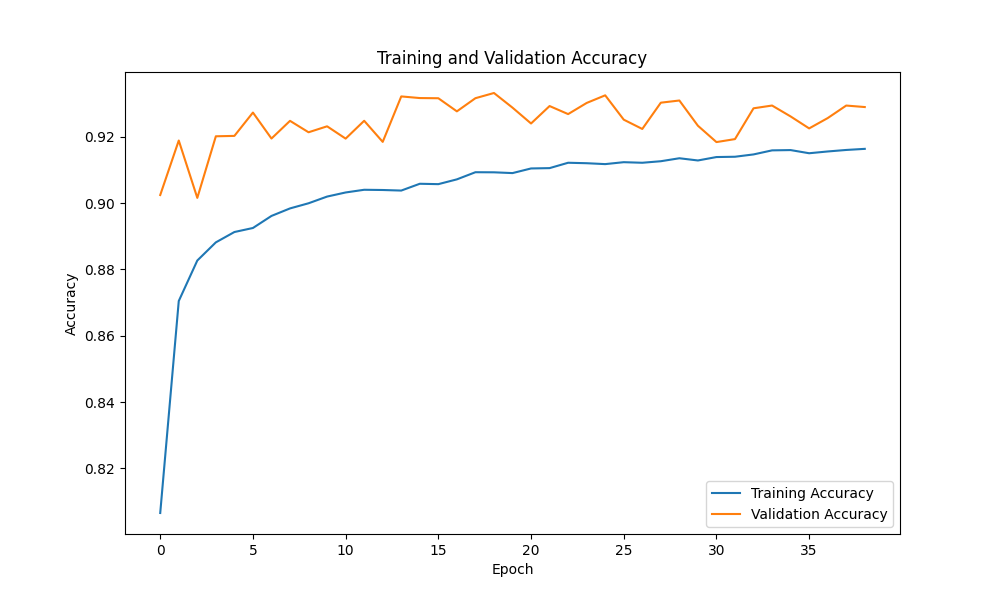 Training and Validation Accuracy
Accuracy
0.92
0.90
0.88
0.86
0.84
0.82
Training Accuracy
Validation Accuracy
0 5 10 15 20 25 30 35
Epoch